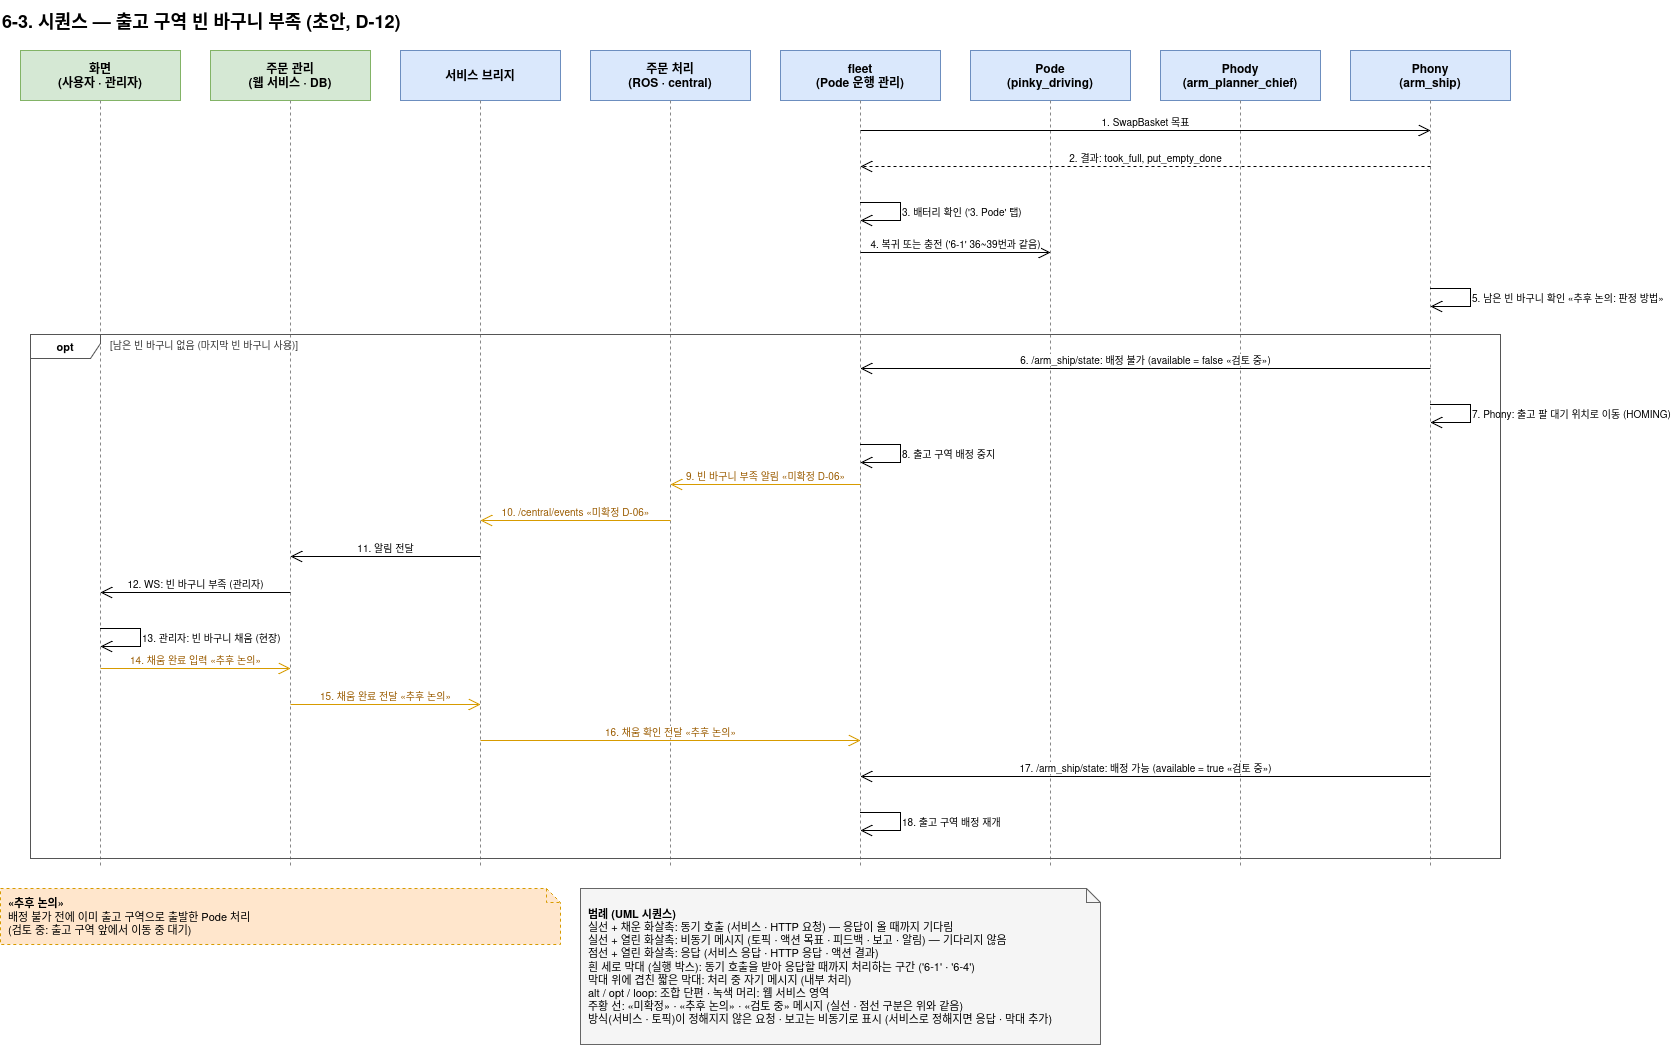 6-3. 시퀀스 — 출고 구역 빈 바구니 부족 (초안, D-12)
화면
(사용자 · 관리자)
주문 관리
(웹 서비스 · DB)
서비스 브리지
주문 처리
(ROS · central)
fleet
(Pode 운행 관리)
Pode
(pinky_driving)
Phody
(arm_planner_chief)
Phony
(arm_ship)
1. SwapBasket 목표
2. 결과: took_full, put_empty_done
3. 배터리 확인 ('3. Pode' 탭)
4. 복귀 또는 충전 ('6-1' 36~39번과 같음)
5. 남은 빈 바구니 확인 «추후 논의: 판정 방법»
opt
[남은 빈 바구니 없음 (마지막 빈 바구니 사용)]
6. /arm_ship/state: 배정 불가 (available = false «검토 중»)
7. Phony: 출고 팔 대기 위치로 이동 (HOMING)
8. 출고 구역 배정 중지
9. 빈 바구니 부족 알림 «미확정 D-06»
10. /central/events «미확정 D-06»
11. 알림 전달
12. WS: 빈 바구니 부족 (관리자)
13. 관리자: 빈 바구니 채움 (현장)
14. 채움 완료 입력 «추후 논의»
15. 채움 완료 전달 «추후 논의»
16. 채움 확인 전달 «추후 논의»
17. /arm_ship/state: 배정 가능 (available = true «검토 중»)
18. 출고 구역 배정 재개
«추후 논의»
배정 불가 전에 이미 출고 구역으로 출발한 Pode 처리
(검토 중: 출고 구역 앞에서 이동 중 대기)
범례 (UML 시퀀스)
실선 + 채운 화살촉: 동기 호출 (서비스 · HTTP 요청) — 응답이 올 때까지 기다림
실선 + 열린 화살촉: 비동기 메시지 (토픽 · 액션 목표 · 피드백 · 보고 · 알림) — 기다리지 않음
점선 + 열린 화살촉: 응답 (서비스 응답 · HTTP 응답 · 액션 결과)
흰 세로 막대 (실행 박스): 동기 호출을 받아 응답할 때까지 처리하는 구간 ('6-1' · '6-4')
막대 위에 겹친 짧은 막대: 처리 중 자기 메시지 (내부 처리)
alt / opt / loop: 조합 단편 · 녹색 머리: 웹 서비스 영역
주황 선: «미확정» · «추후 논의» · «검토 중» 메시지 (실선 · 점선 구분은 위와 같음)
방식(서비스 · 토픽)이 정해지지 않은 요청 · 보고는 비동기로 표시 (서비스로 정해지면 응답 · 막대 추가)